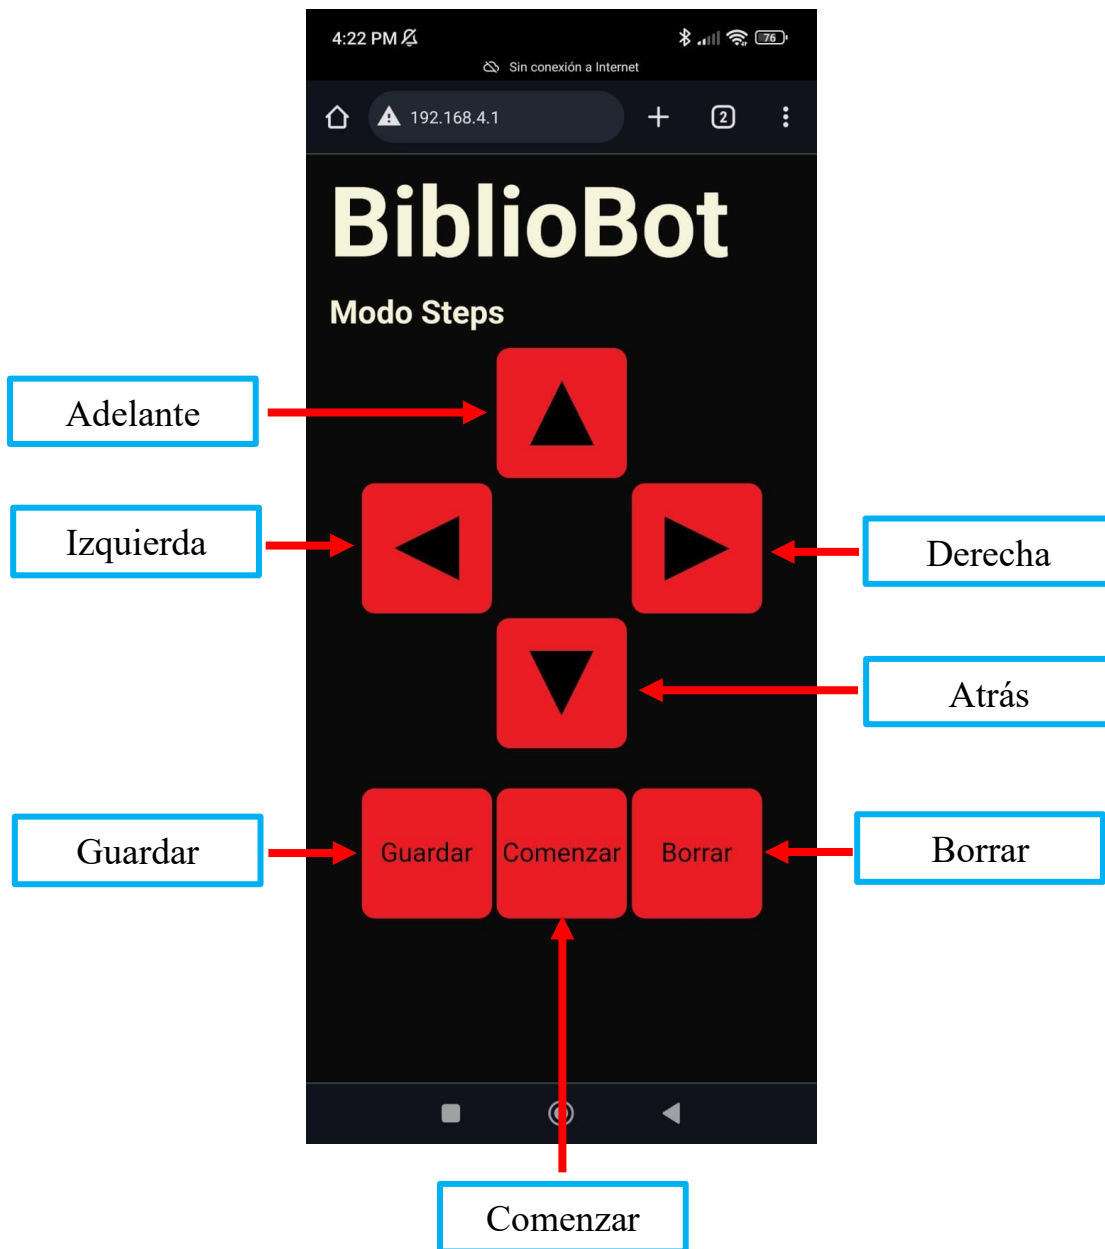 4:22 PM
76
Sin conexión a Internet
192.168.4.1
2
BiblioBot
Modo Steps
Adelante
Izquierda
Derecha
Atrás
Guardar
Guardar
Comenzar
Borrar
Borrar
Comenzar